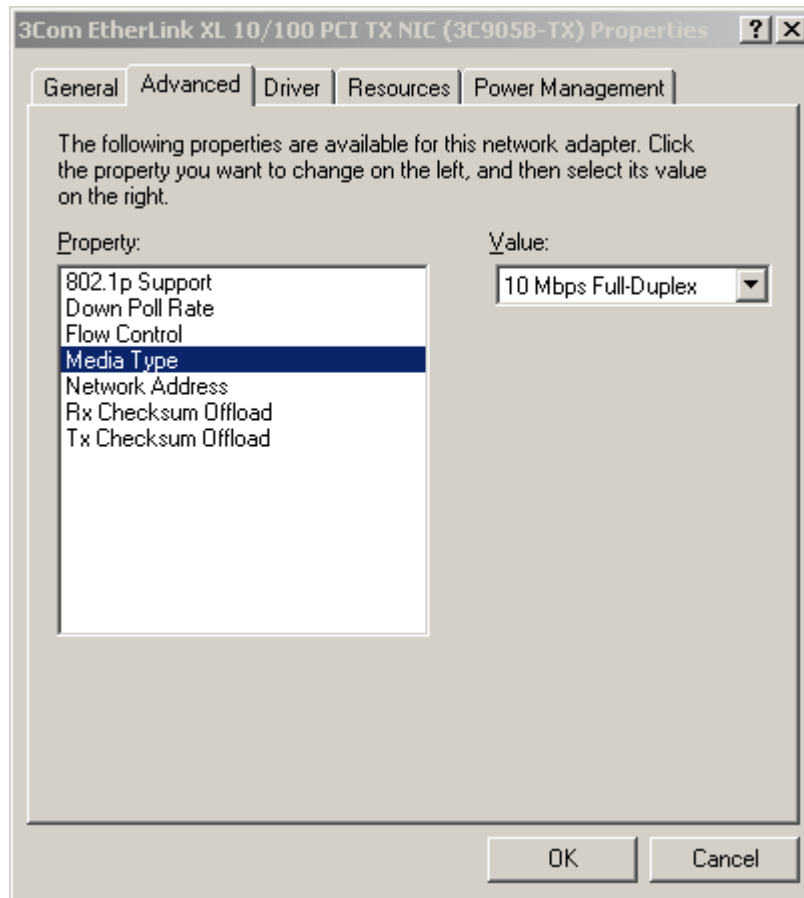 3Com EtherLink XL 10/100 PCI TX NIC (3C905B-TX) Properties
General Advanced Driver Resources Power Management
The following properties are available for this network adapter. Click
the property you want to change on the left, and then select its value
on the right.
Property:
802.1p Support
Down Poll Rate
Flow Control
Media Type
Network Address
Rx Checksum Offload
Tx Checksum Offload
Value:
10 Mbps Full-Duplex
OK Cancel